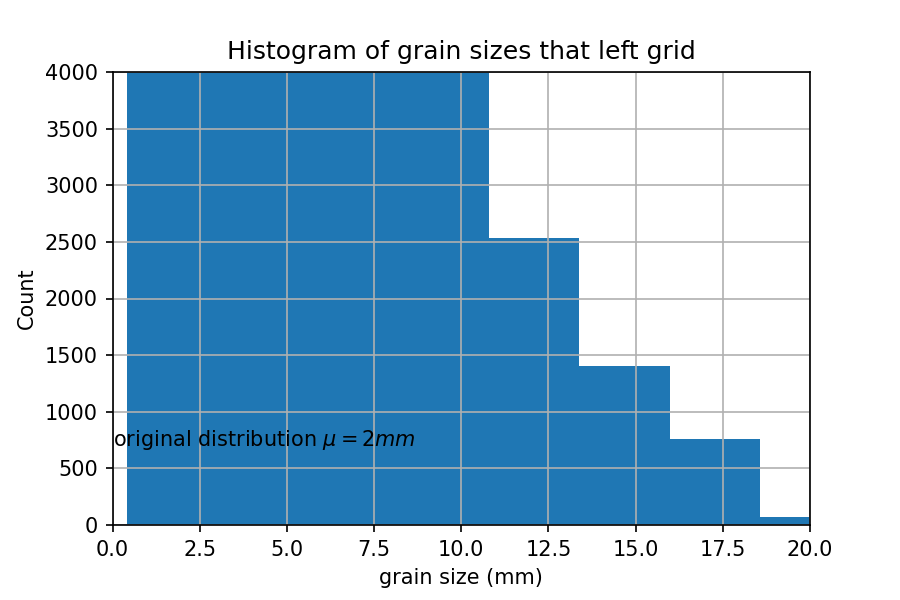 Histogram of grain sizes that left grid
4000
3500
3000
2500
2000
1500
1000
500
0
Count
original distribution μ = 2mm
0.0 2.5 5.0 7.5 10.0 12.5 15.0 17.5 20.0
grain size (mm)